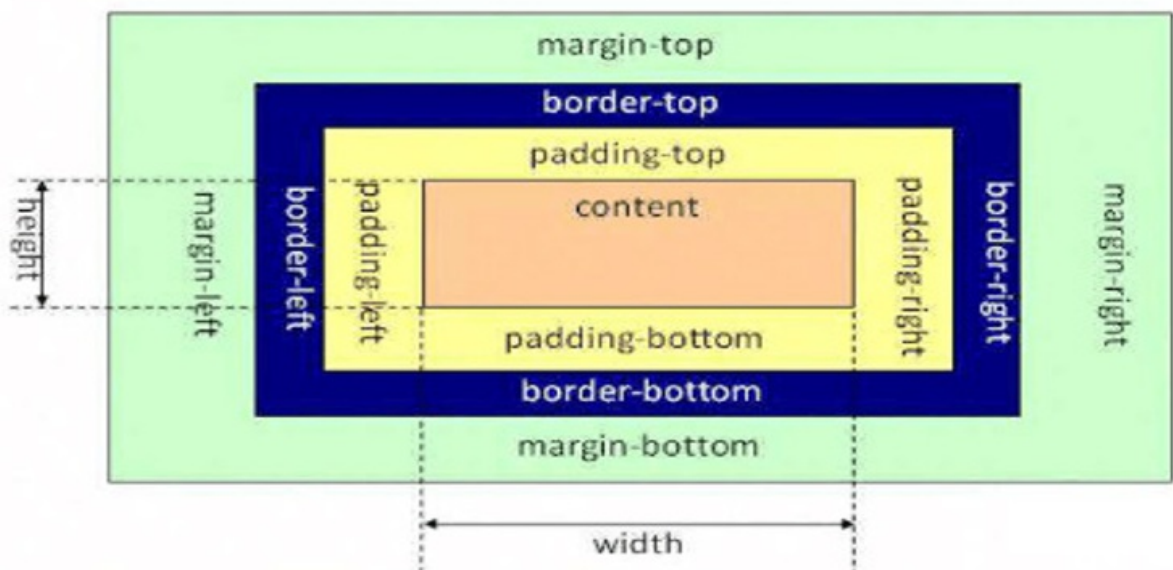 margin-top
border-top
padding-top
content
height
margin-left
border-left
padding-left
padding-right
border-right
margin-right
padding-bottom
border-bottom
margin-bottom
width